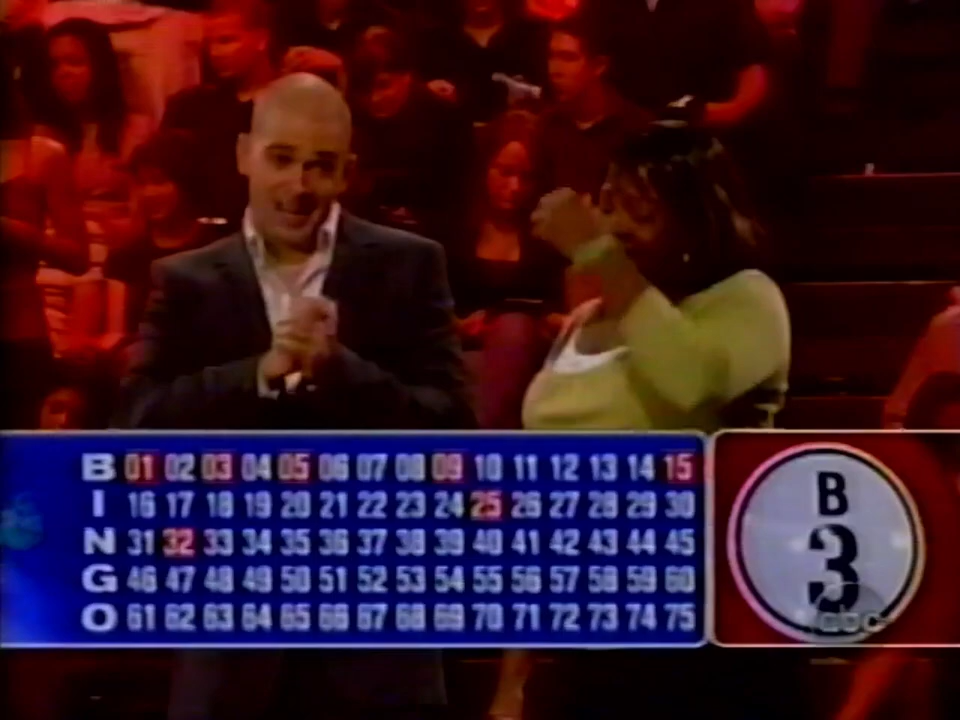 B 01 02 03 04 05 06 07 08 09 10 11 12 13 14 15
I 16 17 18 19 20 21 22 23 24 25 26 27 28 29 30
N 31 32 33 34 35 36 37 38 39 40 41 42 43 44 45
G 46 47 48 49 50 51 52 53 54 55 56 57 58 59 60
O 61 62 63 64 65 66 67 68 69 70 71 72 73 74 75
B
3
abc